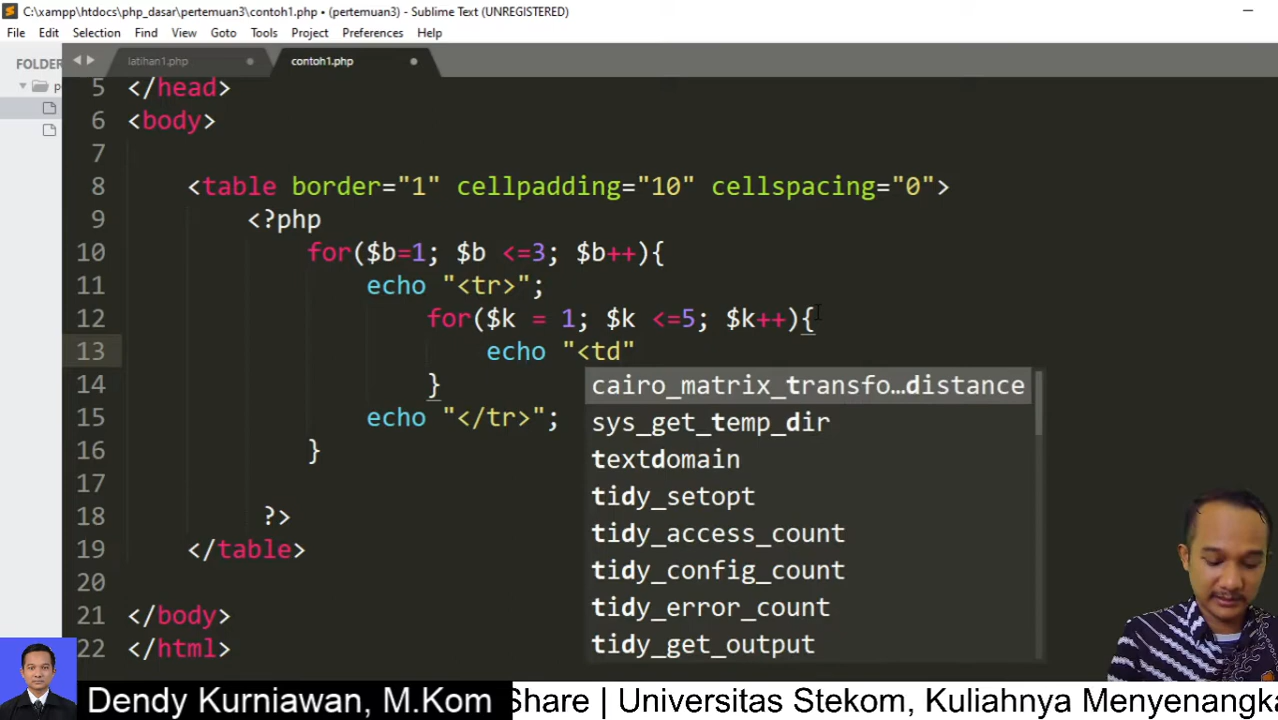 C:\xampp\htdocs\php_dasar\pertemuan3\contoh1.php • (pertemuan3) - Sublime Text (UNREGISTERED)
File Edit Selection Find View Goto Tools Project Preferences Help
FOLDER latihan1.php contoh1.php
5 </head>
6 <body>
7
8 <table border="1" cellpadding="10" cellspacing="0">
9 <?php
10 for($b=1; $b <=3; $b++){
11 echo "<tr>";
12 for($k = 1; $k <=5; $k++){
13 echo "<td"
14 }
15 echo "</tr>";
16 }
17
18 ?>
19 </table>
20
21 </body>
22 </html>
cairo_matrix_transfo…distance
sys_get_temp_dir
textdomain
tidy_setopt
tidy_access_count
tidy_config_count
tidy_error_count
tidy_get_output
Dendy Kurniawan, M.Kom
Share | Universitas Stekom, Kuliahnya Menyenangka